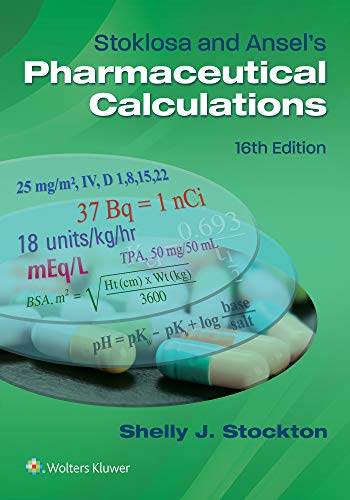 Stoklosa and Ansel's
Pharmaceutical
Calculations
16th Edition
25 mg/m², IV, D 1,8,15,22
37 Bq = 1 nCi
0.693
18 units/kg/hr
TPA, 50 mg/50 mL
mEq/L
BSA, m² = √ Ht(cm) x Wt(kg)
3600
pH = pKw – pKb + log base
salt
Shelly J. Stockton
Wolters Kluwer